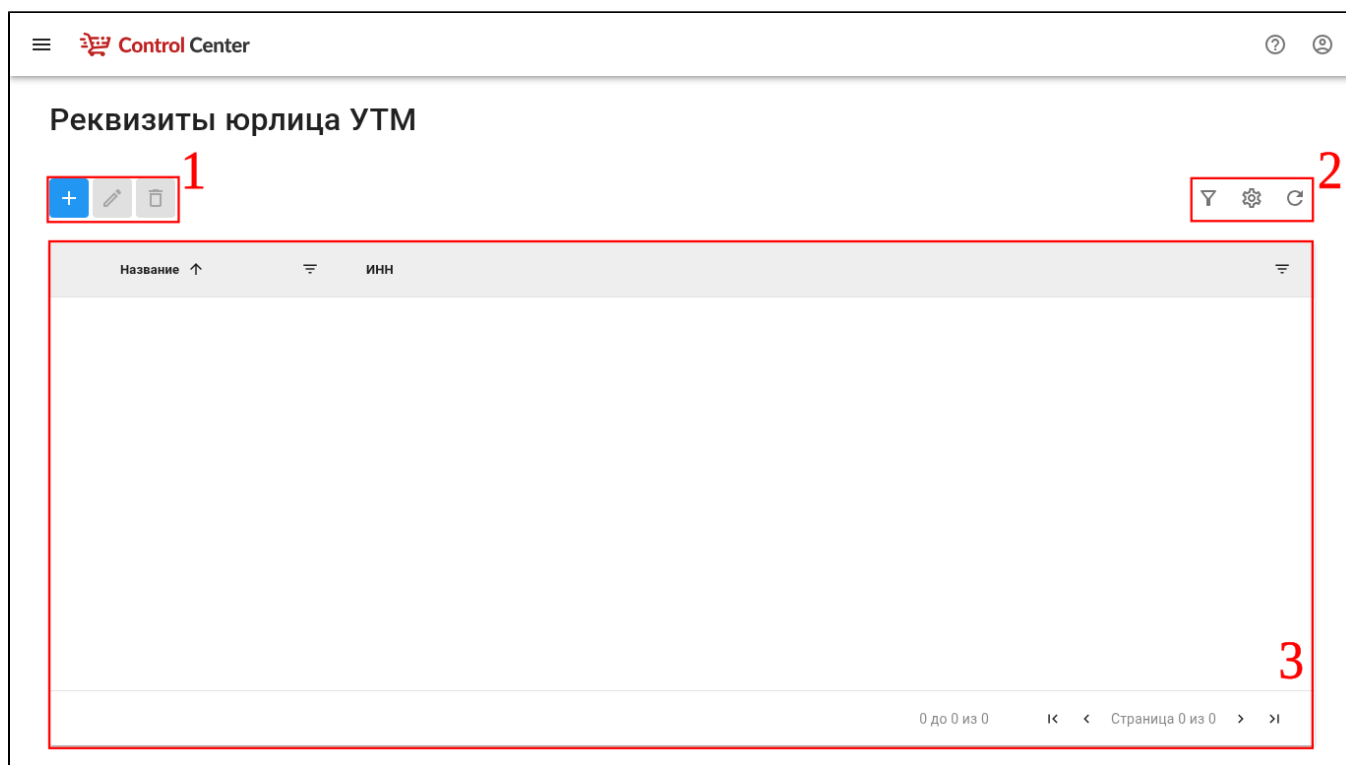 Control Center
Реквизиты юрлица УТМ
1
2
Название ИНН
3
0 до 0 из 0 Страница 0 из 0